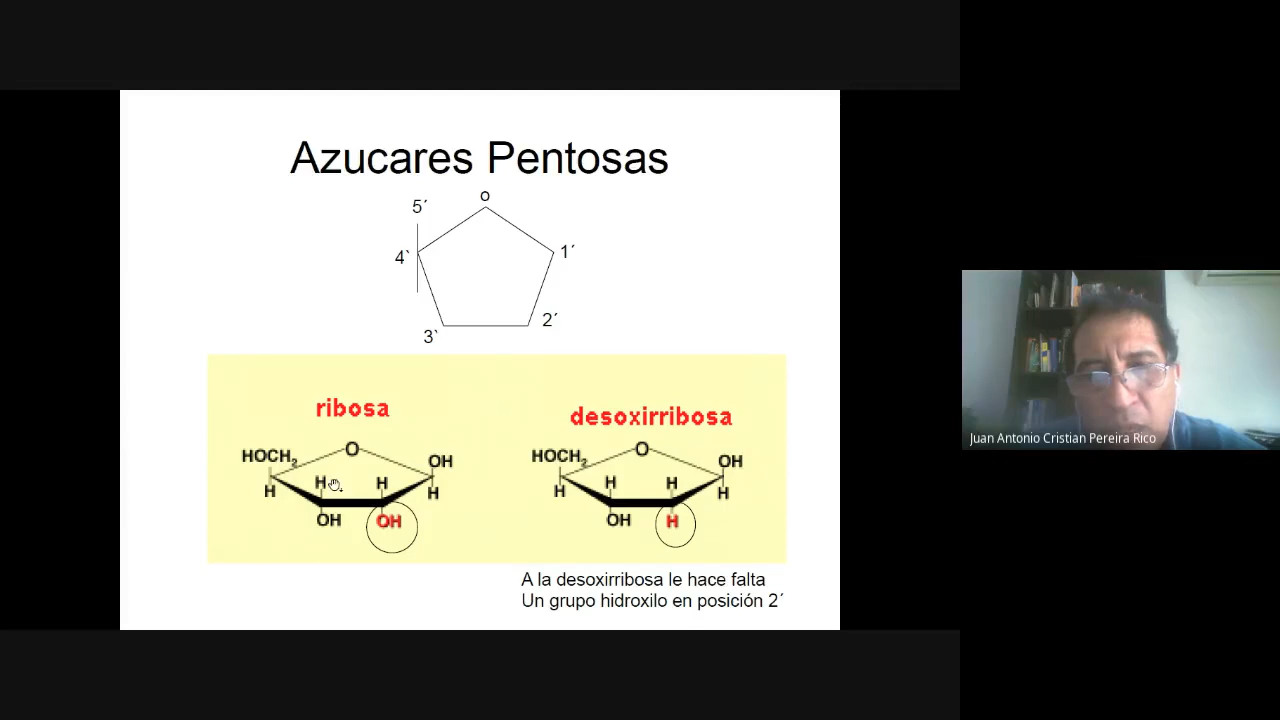 Azucares Pentosas
o
5´
4`
1´
3`
2´
ribosa
desoxirribosa
HOCH2
O
OH
H
H
H
H
OH
OH
HOCH2
O
OH
H
H
H
H
OH
H
A la desoxirribosa le hace falta
Un grupo hidroxilo en posición 2´
Juan Antonio Cristian Pereira Rico